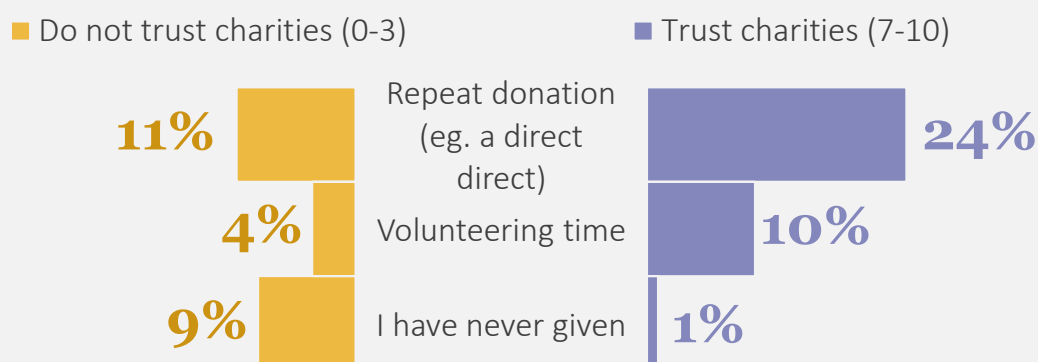 Do not trust charities (0-3)
Trust charities (7-10)
11%
Repeat donation
(eg. a direct
direct)
24%
4%
Volunteering time
10%
9%
I have never given
1%